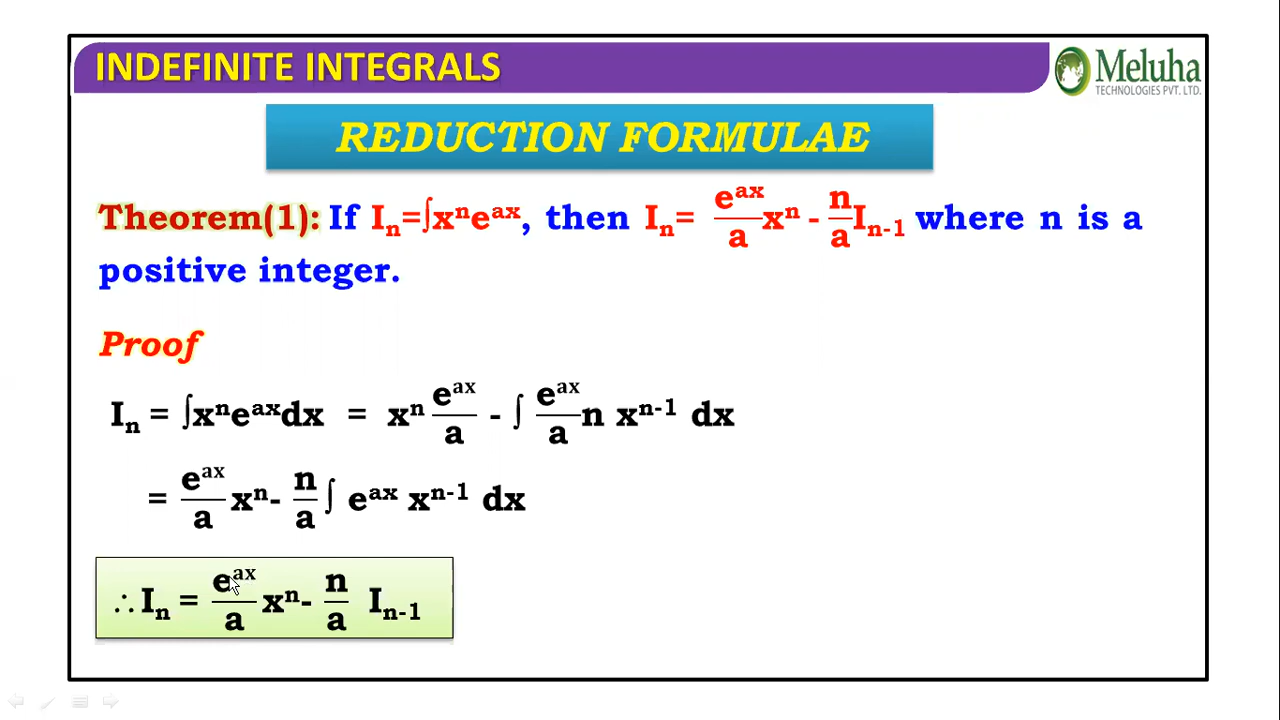 INDEFINITE INTEGRALS
Meluha
TECHNOLOGIES PVT. LTD.
REDUCTION FORMULAE
Theorem(1): If Iₙ=∫xⁿeᵃˣ, then Iₙ= eᵃˣ/a xⁿ - n/a Iₙ₋₁ where n is a
positive integer.
Proof
Iₙ = ∫xⁿeᵃˣdx = xⁿ eᵃˣ/a - ∫ eᵃˣ/a n xⁿ⁻¹ dx
= eᵃˣ/a xⁿ- n/a ∫ eᵃˣ xⁿ⁻¹ dx
∴ Iₙ = eᵃˣ/a xⁿ- n/a Iₙ₋₁